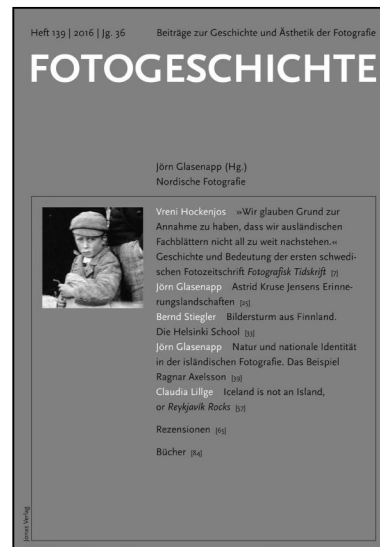 Heft 139 | 2016 | Jg. 36 Beiträge zur Geschichte und Ästhetik der Fotografie
FOTOGESCHICHTE
Jörn Glasenapp (Hg.)
Nordische Fotografie
Vreni Hockenjos »Wir glauben Grund zur
Annahme zu haben, dass wir ausländischen
Fachblättern nicht all zu weit nachstehen.«
Geschichte und Bedeutung der ersten schwedi-
schen Fotozeitschrift Fotografisk Tidskrift [7]
Jörn Glasenapp Astrid Kruse Jensens Erinne-
rungslandschaften [25]
Bernd Stiegler Bildersturm aus Finnland.
Die Helsinki School [33]
Jörn Glasenapp Natur und nationale Identität
in der isländischen Fotografie. Das Beispiel
Ragnar Axelsson [39]
Claudia Lillge Iceland is not an Island,
or Reykjavík Rocks [57]
Rezensionen [65]
Bücher [84]
Jonas Verlag